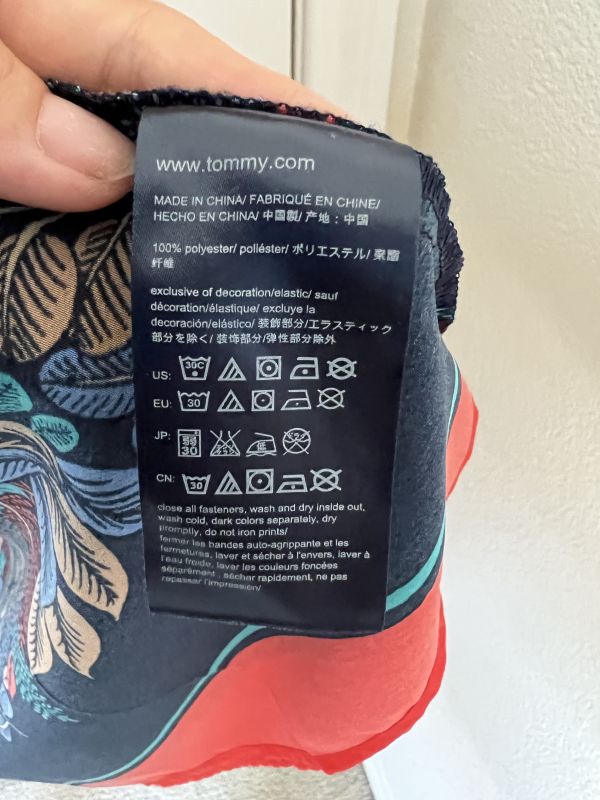 www.tommy.com
MADE IN CHINA/ FABRIQUÉ EN CHINE/
HECHO EN CHINA/ 中国製/ 产地: 中国
100% polyester/ poliéster/ ポリエステル/ 聚酯
纤维
exclusive of decoration/elastic/ sauf
décoration/élastique/ excluye la
decoración/elástico/ 装飾部分/エラスティック
部分を除く/ 装饰部分/弹性部分除外
US: 30C
EU: 30
JP: 弱 30 ドライ
CN: 30
close all fasteners, wash and dry inside out,
wash cold, dark colors separately, dry
promptly, do not iron prints/
fermer les bandes auto-agrippante et les
fermetures, laver et sécher à l'envers, laver à
l'eau froide, laver les couleurs foncées
séparément , sécher rapidement, ne pas
repasser l'impression/